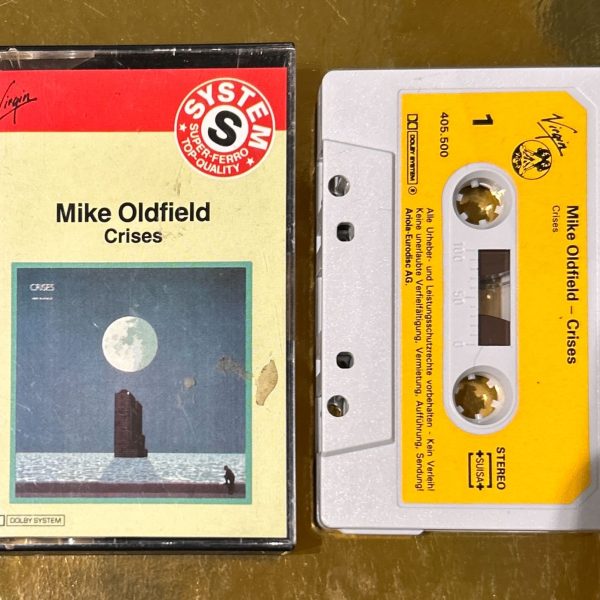 Virgin
SYSTEM
S
SUPER-FERRO
TOP-QUALITY
Mike Oldfield
Crises
CRISES
DOLBY SYSTEM
Virgin
Mike Oldfield – Crises
Crises
1
405.500
DOLBY SYSTEM
100 50 0
STEREO
+SUISA+
Alle Urheber- und Leistungsschutzrechte vorbehalten - Kein Verleih!
Keine unerlaubte Vervielfältigung, Vermietung, Aufführung, Sendung!
Ariola-Eurodisc AG.